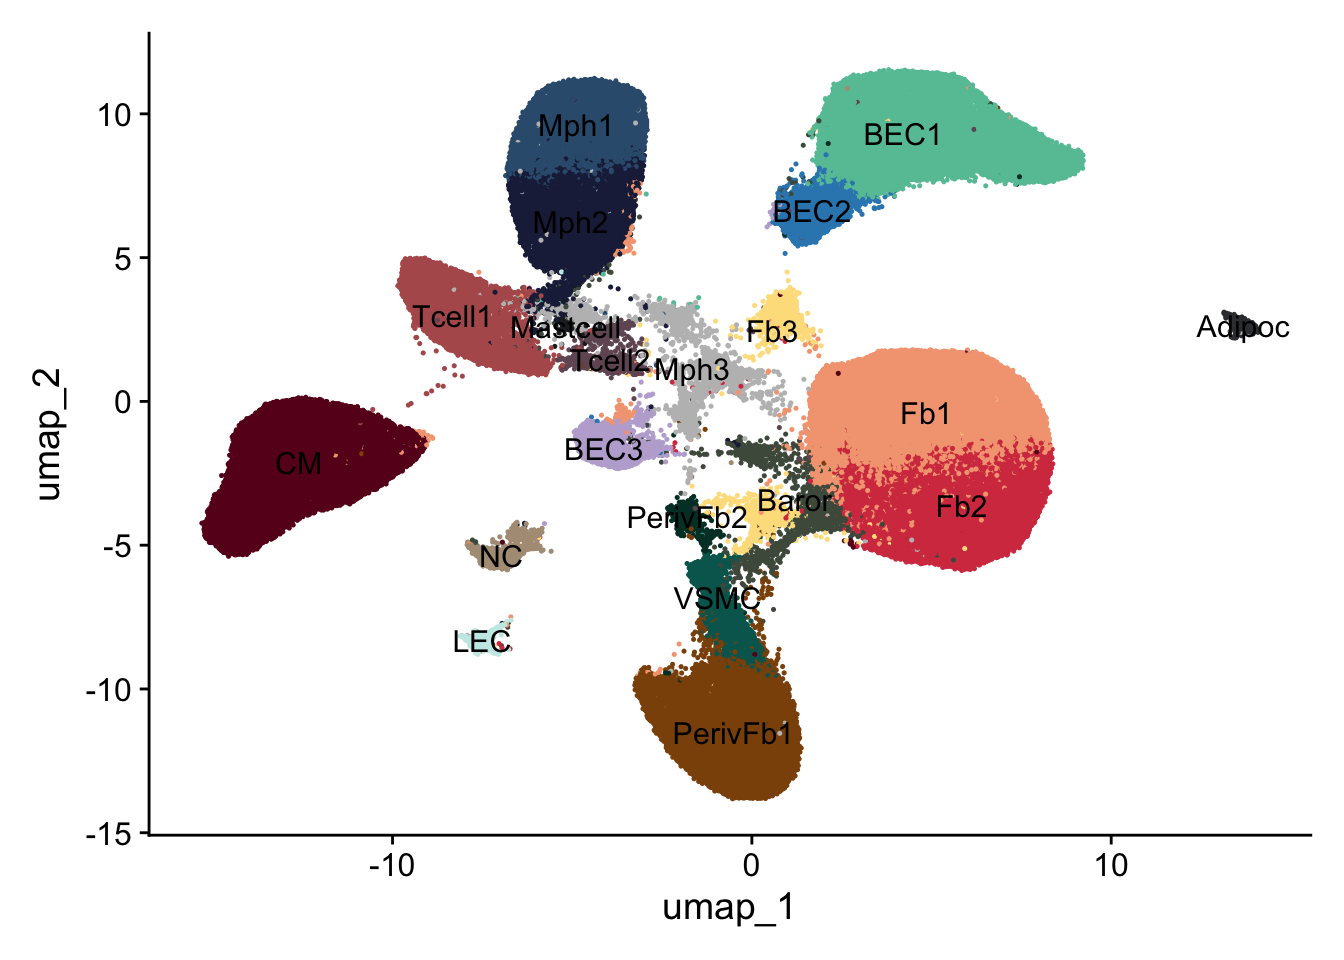 10
5
0
-5
-10
-15
umap_2
Mph1
BEC1
Mph2
BEC2
Tcell1
Mastcell
Fb3
Adipoc
Tcell2
Mph3
Fb1
BEC3
CM
Baror
Fb2
PerivFb2
NC
VSMC
LEC
PerivFb1
-10
0
10
umap_1